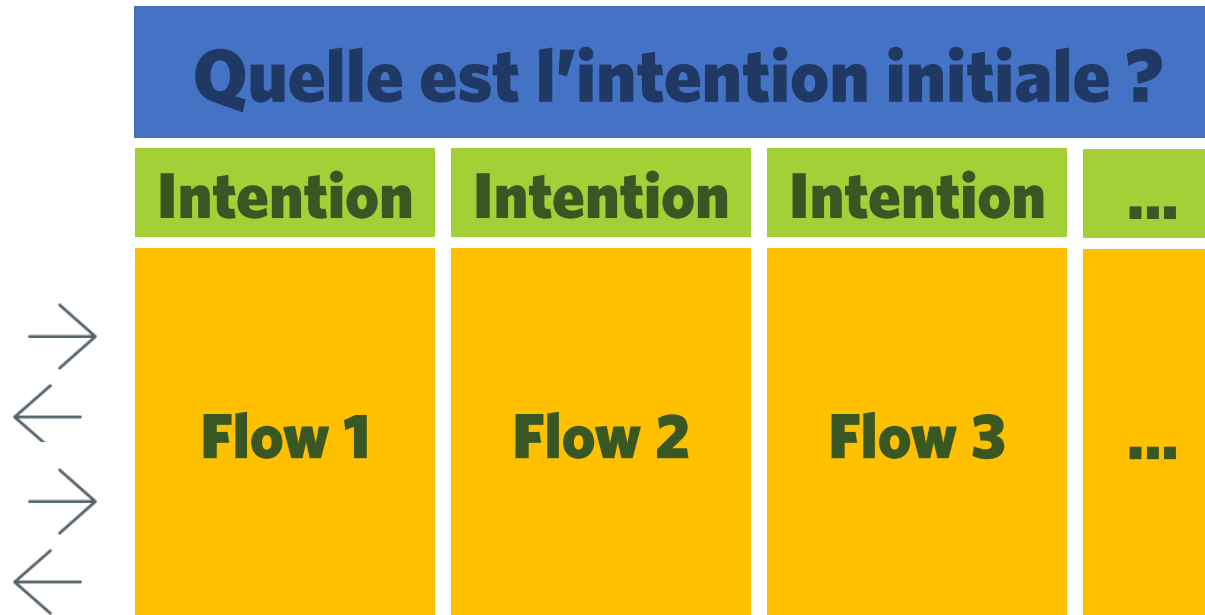 Quelle est l'intention initiale ?
Intention Intention Intention ...
Flow 1 Flow 2 Flow 3 ...